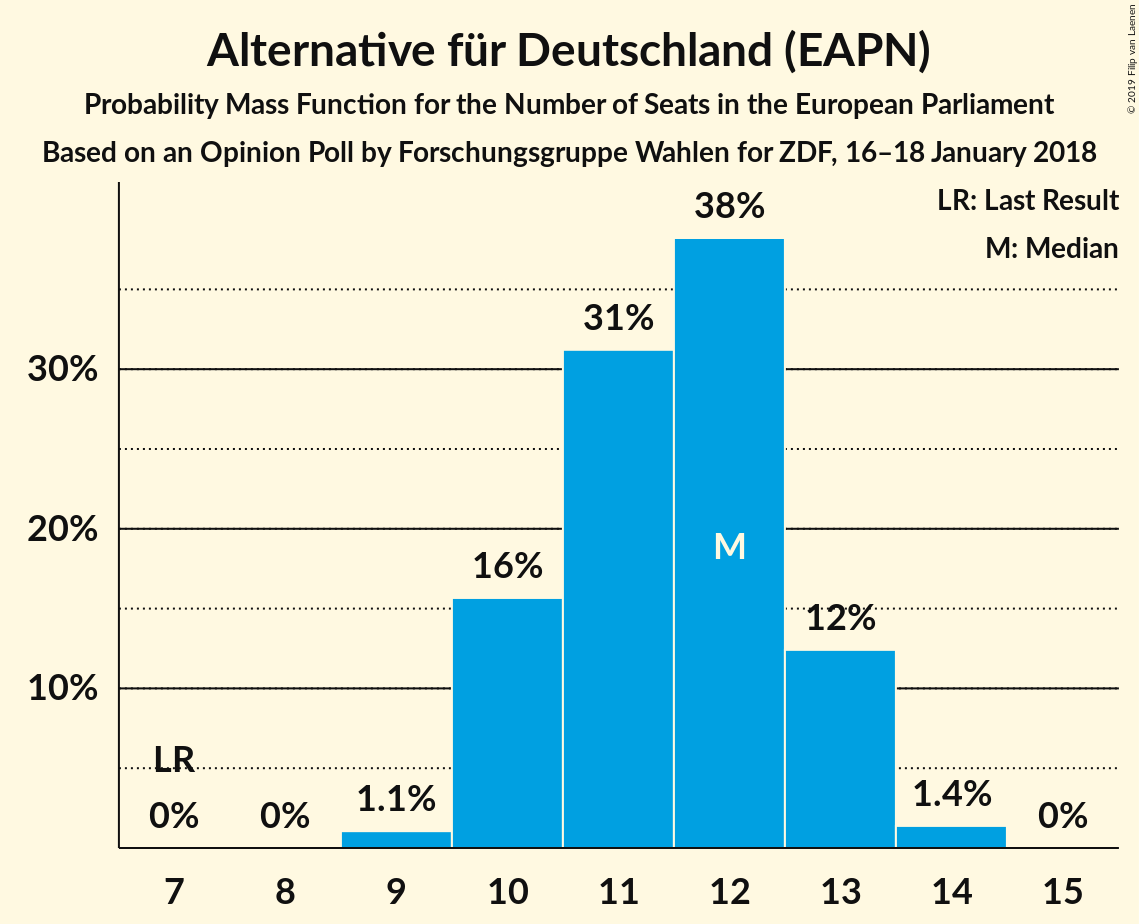 Alternative für Deutschland (EAPN)
Probability Mass Function for the Number of Seats in the European Parliament
Based on an Opinion Poll by Forschungsgruppe Wahlen for ZDF, 16–18 January 2018
© 2019 Filip van Laenen
LR: Last Result
M: Median
38%
31%
30%
20%
M
16%
12%
10%
LR
0%
0%
1.1%
1.4%
0%
7
8
9
10
11
12
13
14
15